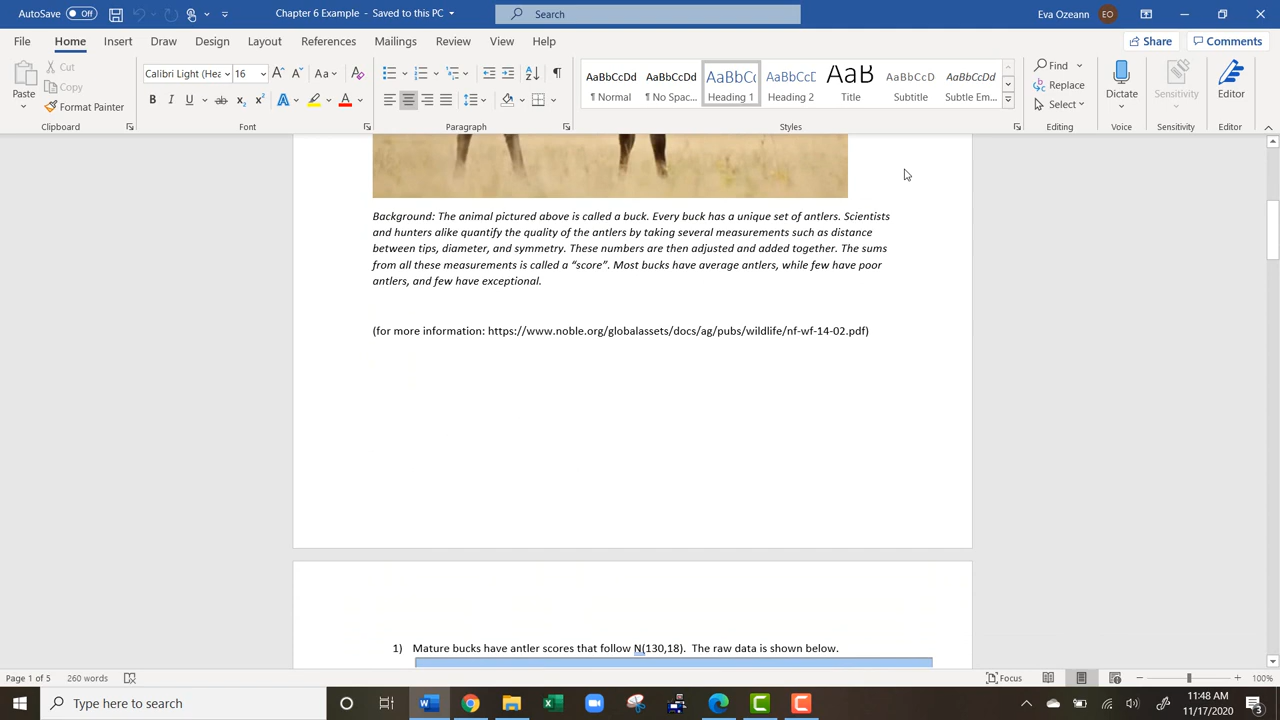 AutoSave Off Chapter 6 Example - Saved to this PC Search Eva Ozeann EO
File Home Insert Draw Design Layout References Mailings Review View Help Share Comments
Paste Cut Copy Format Painter
Calibri Light (Hea 16 Aa
B I U ab x₂ x² A A
AaBbCcDd AaBbCcDd AaBbCc AaBbCcD AaB AaBbCcDd AaBbCcDd
¶ Normal ¶ No Spac... Heading 1 Heading 2 Title Subtitle Subtle Em...
Find Replace Select Dictate Sensitivity Editor
Clipboard Font Paragraph Styles Editing Voice Sensitivity Editor
Background: The animal pictured above is called a buck. Every buck has a unique set of antlers. Scientists
and hunters alike quantify the quality of the antlers by taking several measurements such as distance
between tips, diameter, and symmetry. These numbers are then adjusted and added together. The sums
from all these measurements is called a “score”. Most bucks have average antlers, while few have poor
antlers, and few have exceptional.
(for more information: https://www.noble.org/globalassets/docs/ag/pubs/wildlife/nf-wf-14-02.pdf)
1) Mature bucks have antler scores that follow N(130,18). The raw data is shown below.
Page 1 of 5 260 words Focus 100%
Type here to search 11:48 AM
11/17/2020 3